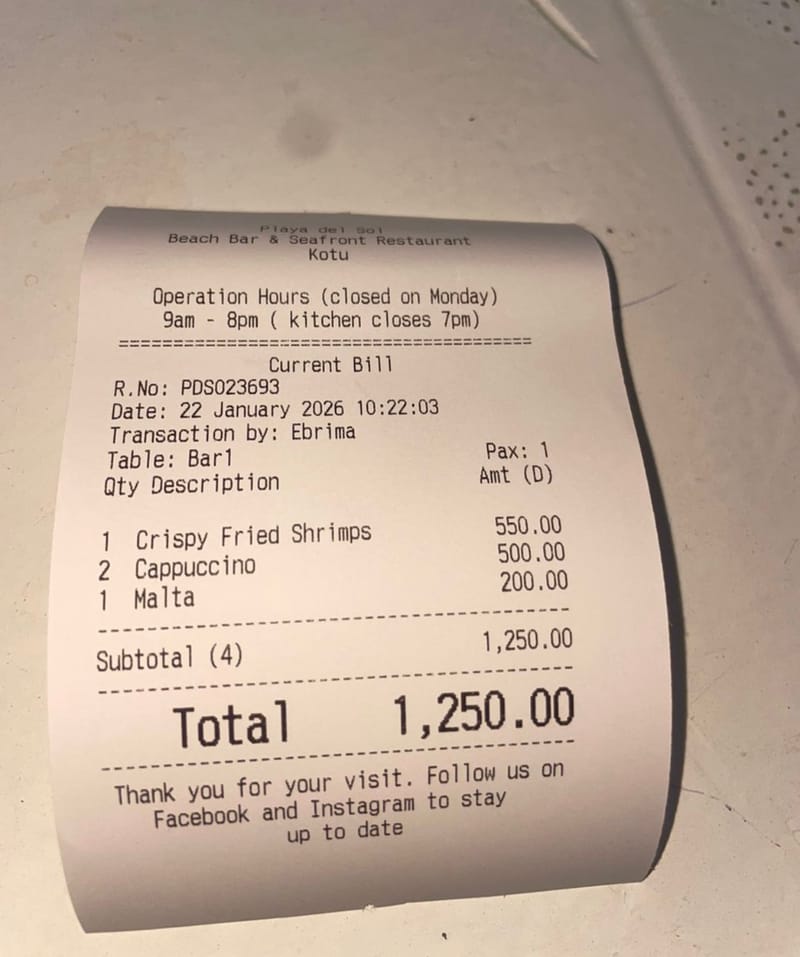 Playa del Sol
Beach Bar & Seafront Restaurant
Kotu
Operation Hours (closed on Monday)
9am - 8pm ( kitchen closes 7pm)
========================================
Current Bill
R.No: PDS023693
Date: 22 January 2026 10:22:03
Transaction by: Ebrima
Table: Bar1 Pax: 1
Qty Description Amt (D)
1 Crispy Fried Shrimps 550.00
2 Cappuccino 500.00
1 Malta 200.00
----------------------------------------
Subtotal (4) 1,250.00
----------------------------------------
Total 1,250.00
----------------------------------------
Thank you for your visit. Follow us on
Facebook and Instagram to stay
up to date